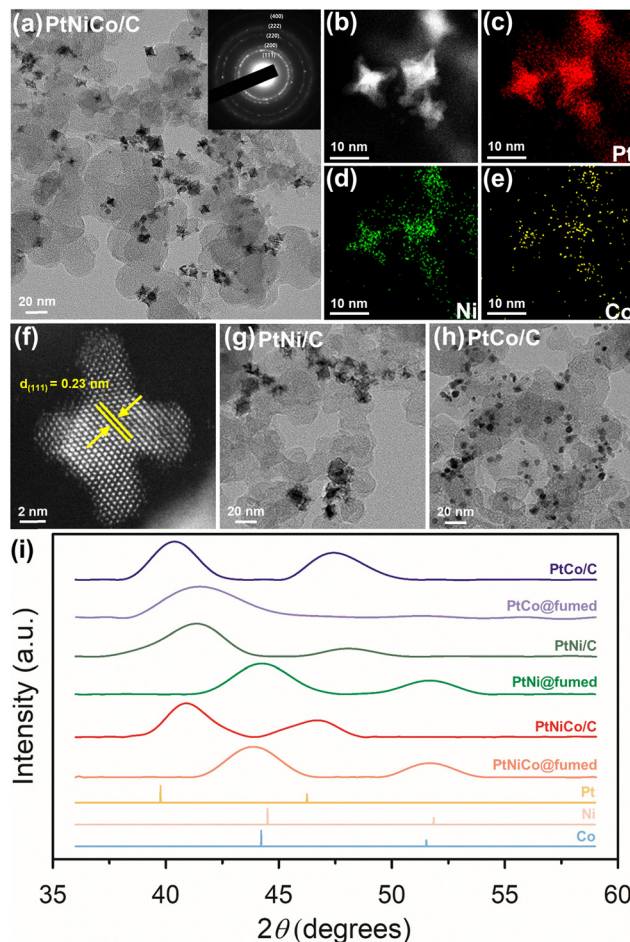 (a) PtNiCo/C
(400)
(222)
(220)
(200)
(111)
20 nm
(b)
10 nm
(c)
10 nm
Pt
(d)
10 nm
Ni
(e)
10 nm
Co
(f)
d(111) = 0.23 nm
2 nm
(g) PtNi/C
20 nm
(h) PtCo/C
20 nm
(i)
PtCo/C
PtCo@fumed
PtNi/C
PtNi@fumed
PtNiCo/C
PtNiCo@fumed
Pt
Ni
Co
Intensity (a.u.)
35 40 45 50 55 60
2θ (degrees)